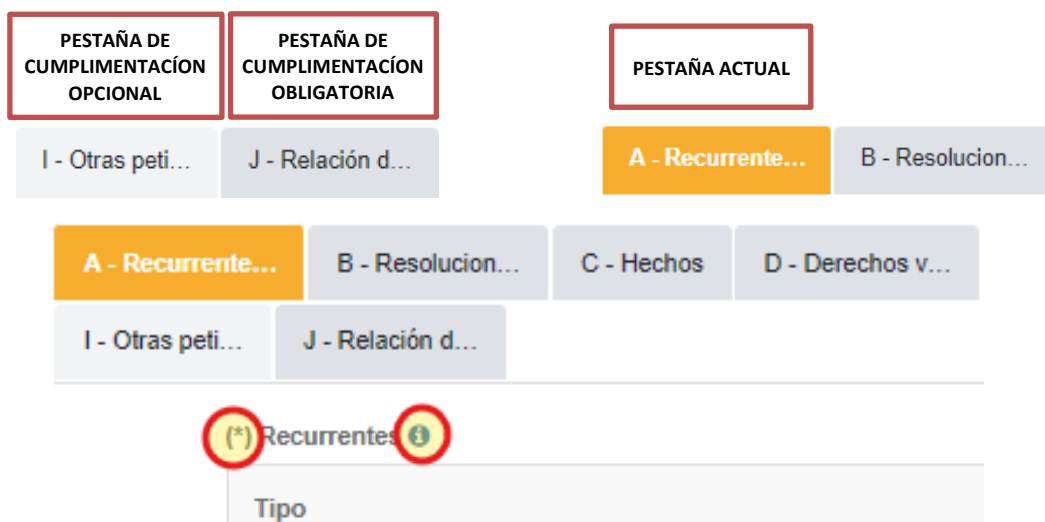 PESTAÑA DE
CUMPLIMENTACÍON
OPCIONAL
PESTAÑA DE
CUMPLIMENTACÍON
OBLIGATORIA
PESTAÑA ACTUAL
I - Otras peti...
J - Relación d...
A - Recurrente...
B - Resolucion...
A - Recurrente...
B - Resolucion...
C - Hechos
D - Derechos v...
I - Otras peti...
J - Relación d...
(*) Recurrentes
Tipo